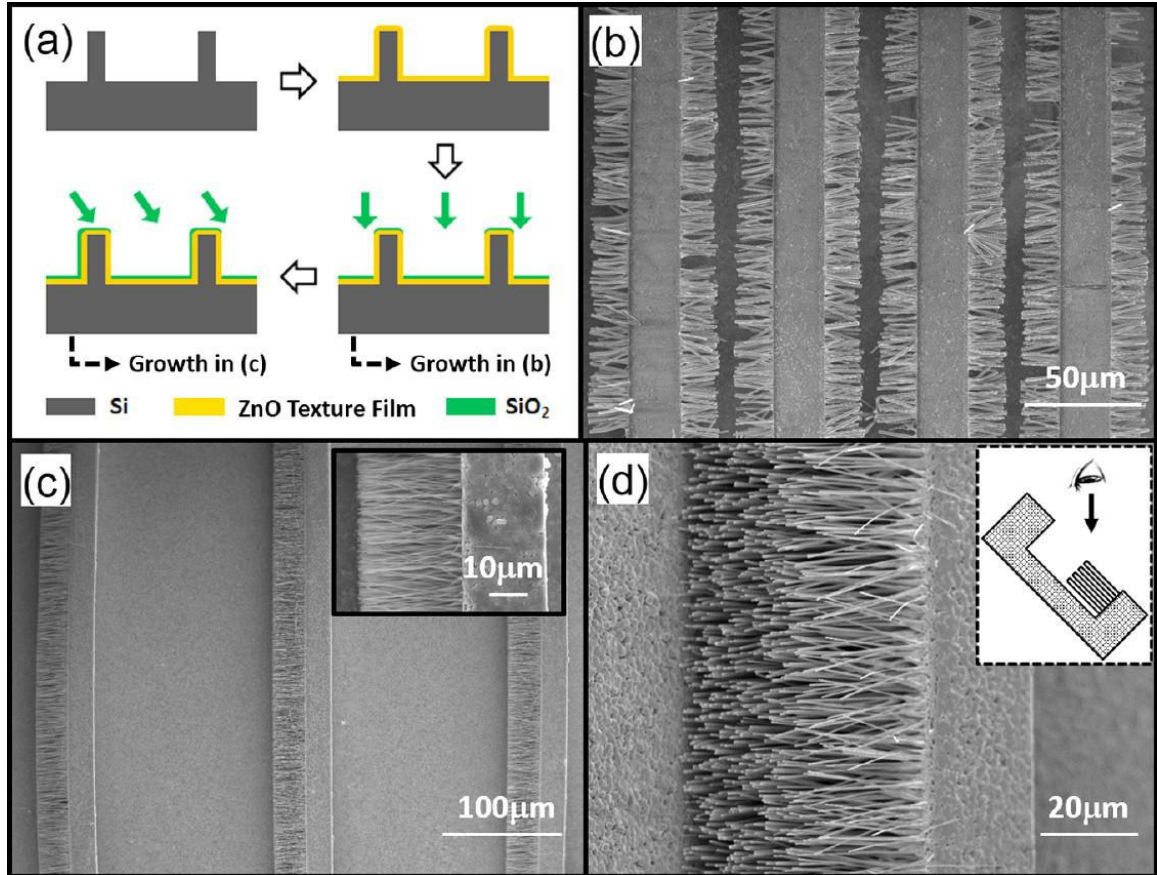 (a)
Growth in (c)
Growth in (b)
Si
ZnO Texture Film
SiO₂
(b)
50μm
(c)
10μm
100μm
(d)
20μm